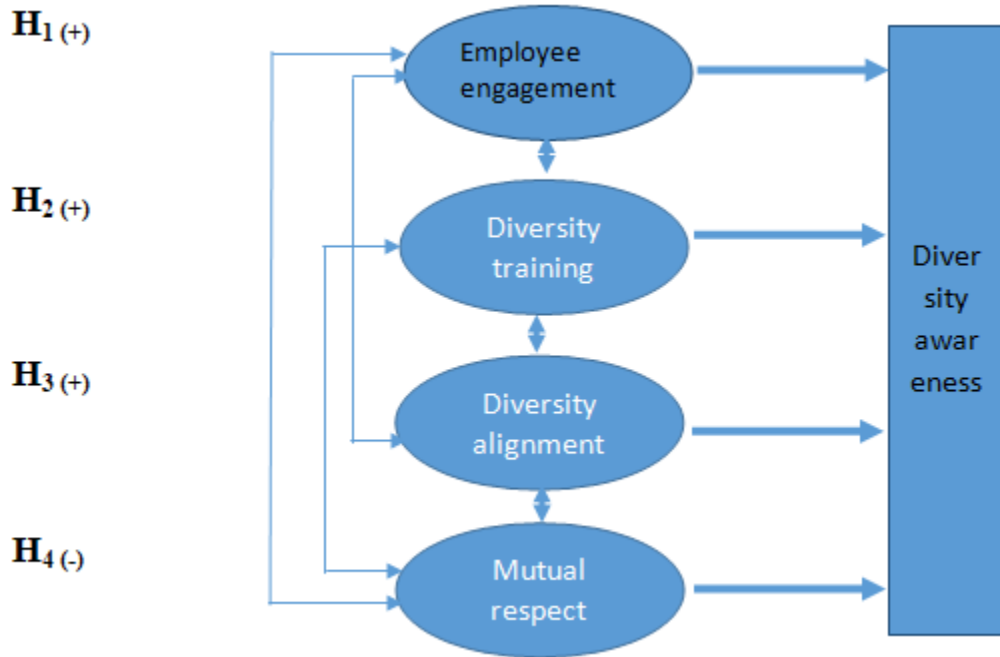 H1 (+)
Employee
engagement
H2 (+)
Diversity
training
H3 (+)
Diversity
alignment
H4 (-)
Mutual
respect
Diver
sity
awar
eness